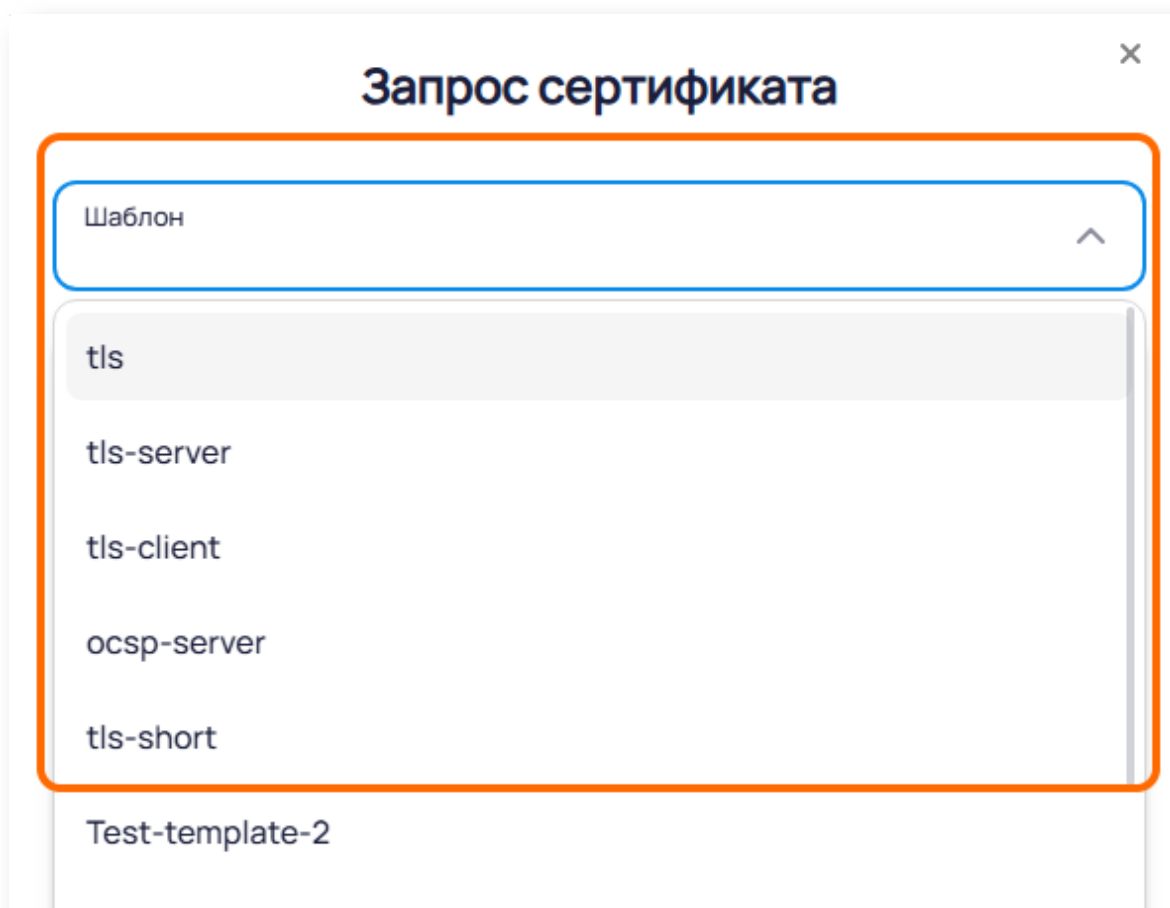 Запрос сертификата
Шаблон
tls
tls-server
tls-client
ocsp-server
tls-short
Test-template-2